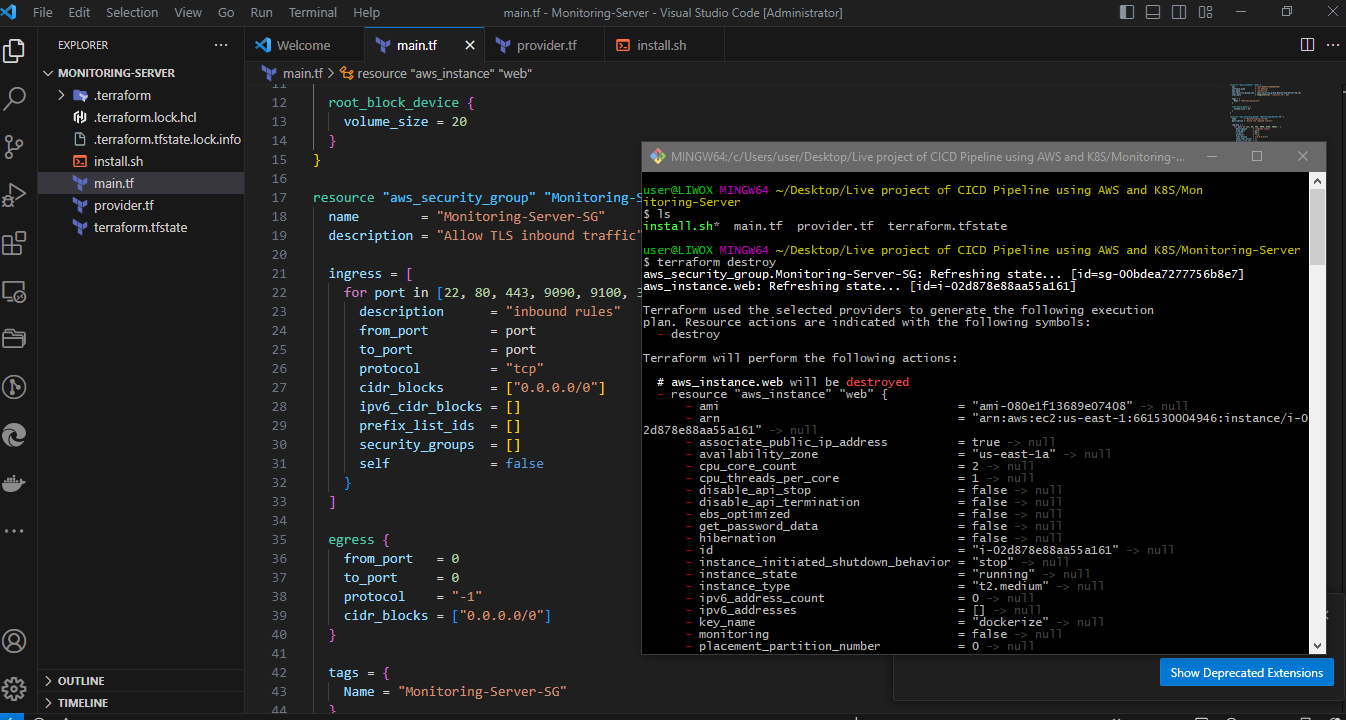 File Edit Selection View Go Run Terminal Help
main.tf - Monitoring-Server - Visual Studio Code [Administrator]
EXPLORER
MONITORING-SERVER
.terraform
.terraform.lock.hcl
.terraform.tfstate.lock.info
install.sh
main.tf
provider.tf
terraform.tfstate
OUTLINE
TIMELINE
Welcome
main.tf
provider.tf
install.sh
main.tf > resource "aws_instance" "web"
11
12 root_block_device {
13 volume_size = 20
14 }
15 }
16
17 resource "aws_security_group" "Monitoring-S
18 name = "Monitoring-Server-SG"
19 description = "Allow TLS inbound traffic"
20
21 ingress = [
22 for port in [22, 80, 443, 9090, 9100, 3
23 description = "inbound rules"
24 from_port = port
25 to_port = port
26 protocol = "tcp"
27 cidr_blocks = ["0.0.0.0/0"]
28 ipv6_cidr_blocks = []
29 prefix_list_ids = []
30 security_groups = []
31 self = false
32 }
33 ]
34
35 egress {
36 from_port = 0
37 to_port = 0
38 protocol = "-1"
39 cidr_blocks = ["0.0.0.0/0"]
40 }
41
42 tags = {
43 Name = "Monitoring-Server-SG"
44 }
MINGW64:/c/Users/user/Desktop/Live project of CICD Pipeline using AWS and K8S/Monitoring-...
user@LIWOX MINGW64 ~/Desktop/Live project of CICD Pipeline using AWS and K8S/Mon
itoring-Server
$ ls
install.sh* main.tf provider.tf terraform.tfstate
user@LIWOX MINGW64 ~/Desktop/Live project of CICD Pipeline using AWS and K8S/Monitoring-Server
$ terraform destroy
aws_security_group.Monitoring-Server-SG: Refreshing state... [id=sg-00bdea7277756b8e7]
aws_instance.web: Refreshing state... [id=i-02d878e88aa55a161]
Terraform used the selected providers to generate the following execution
plan. Resource actions are indicated with the following symbols:
- destroy
Terraform will perform the following actions:
# aws_instance.web will be destroyed
- resource "aws_instance" "web" {
- ami = "ami-080e1f13689e07408" -> null
- arn = "arn:aws:ec2:us-east-1:661530004946:instance/i-0
2d878e88aa55a161" -> null
- associate_public_ip_address = true -> null
- availability_zone = "us-east-1a" -> null
- cpu_core_count = 2 -> null
- cpu_threads_per_core = 1 -> null
- disable_api_stop = false -> null
- disable_api_termination = false -> null
- ebs_optimized = false -> null
- get_password_data = false -> null
- hibernation = false -> null
- id = "i-02d878e88aa55a161" -> null
- instance_initiated_shutdown_behavior = "stop" -> null
- instance_state = "running" -> null
- instance_type = "t2.medium" -> null
- ipv6_address_count = 0 -> null
- ipv6_addresses = [] -> null
- key_name = "dockerize" -> null
- monitoring = false -> null
- placement_partition_number = 0 -> null
Show Deprecated Extensions